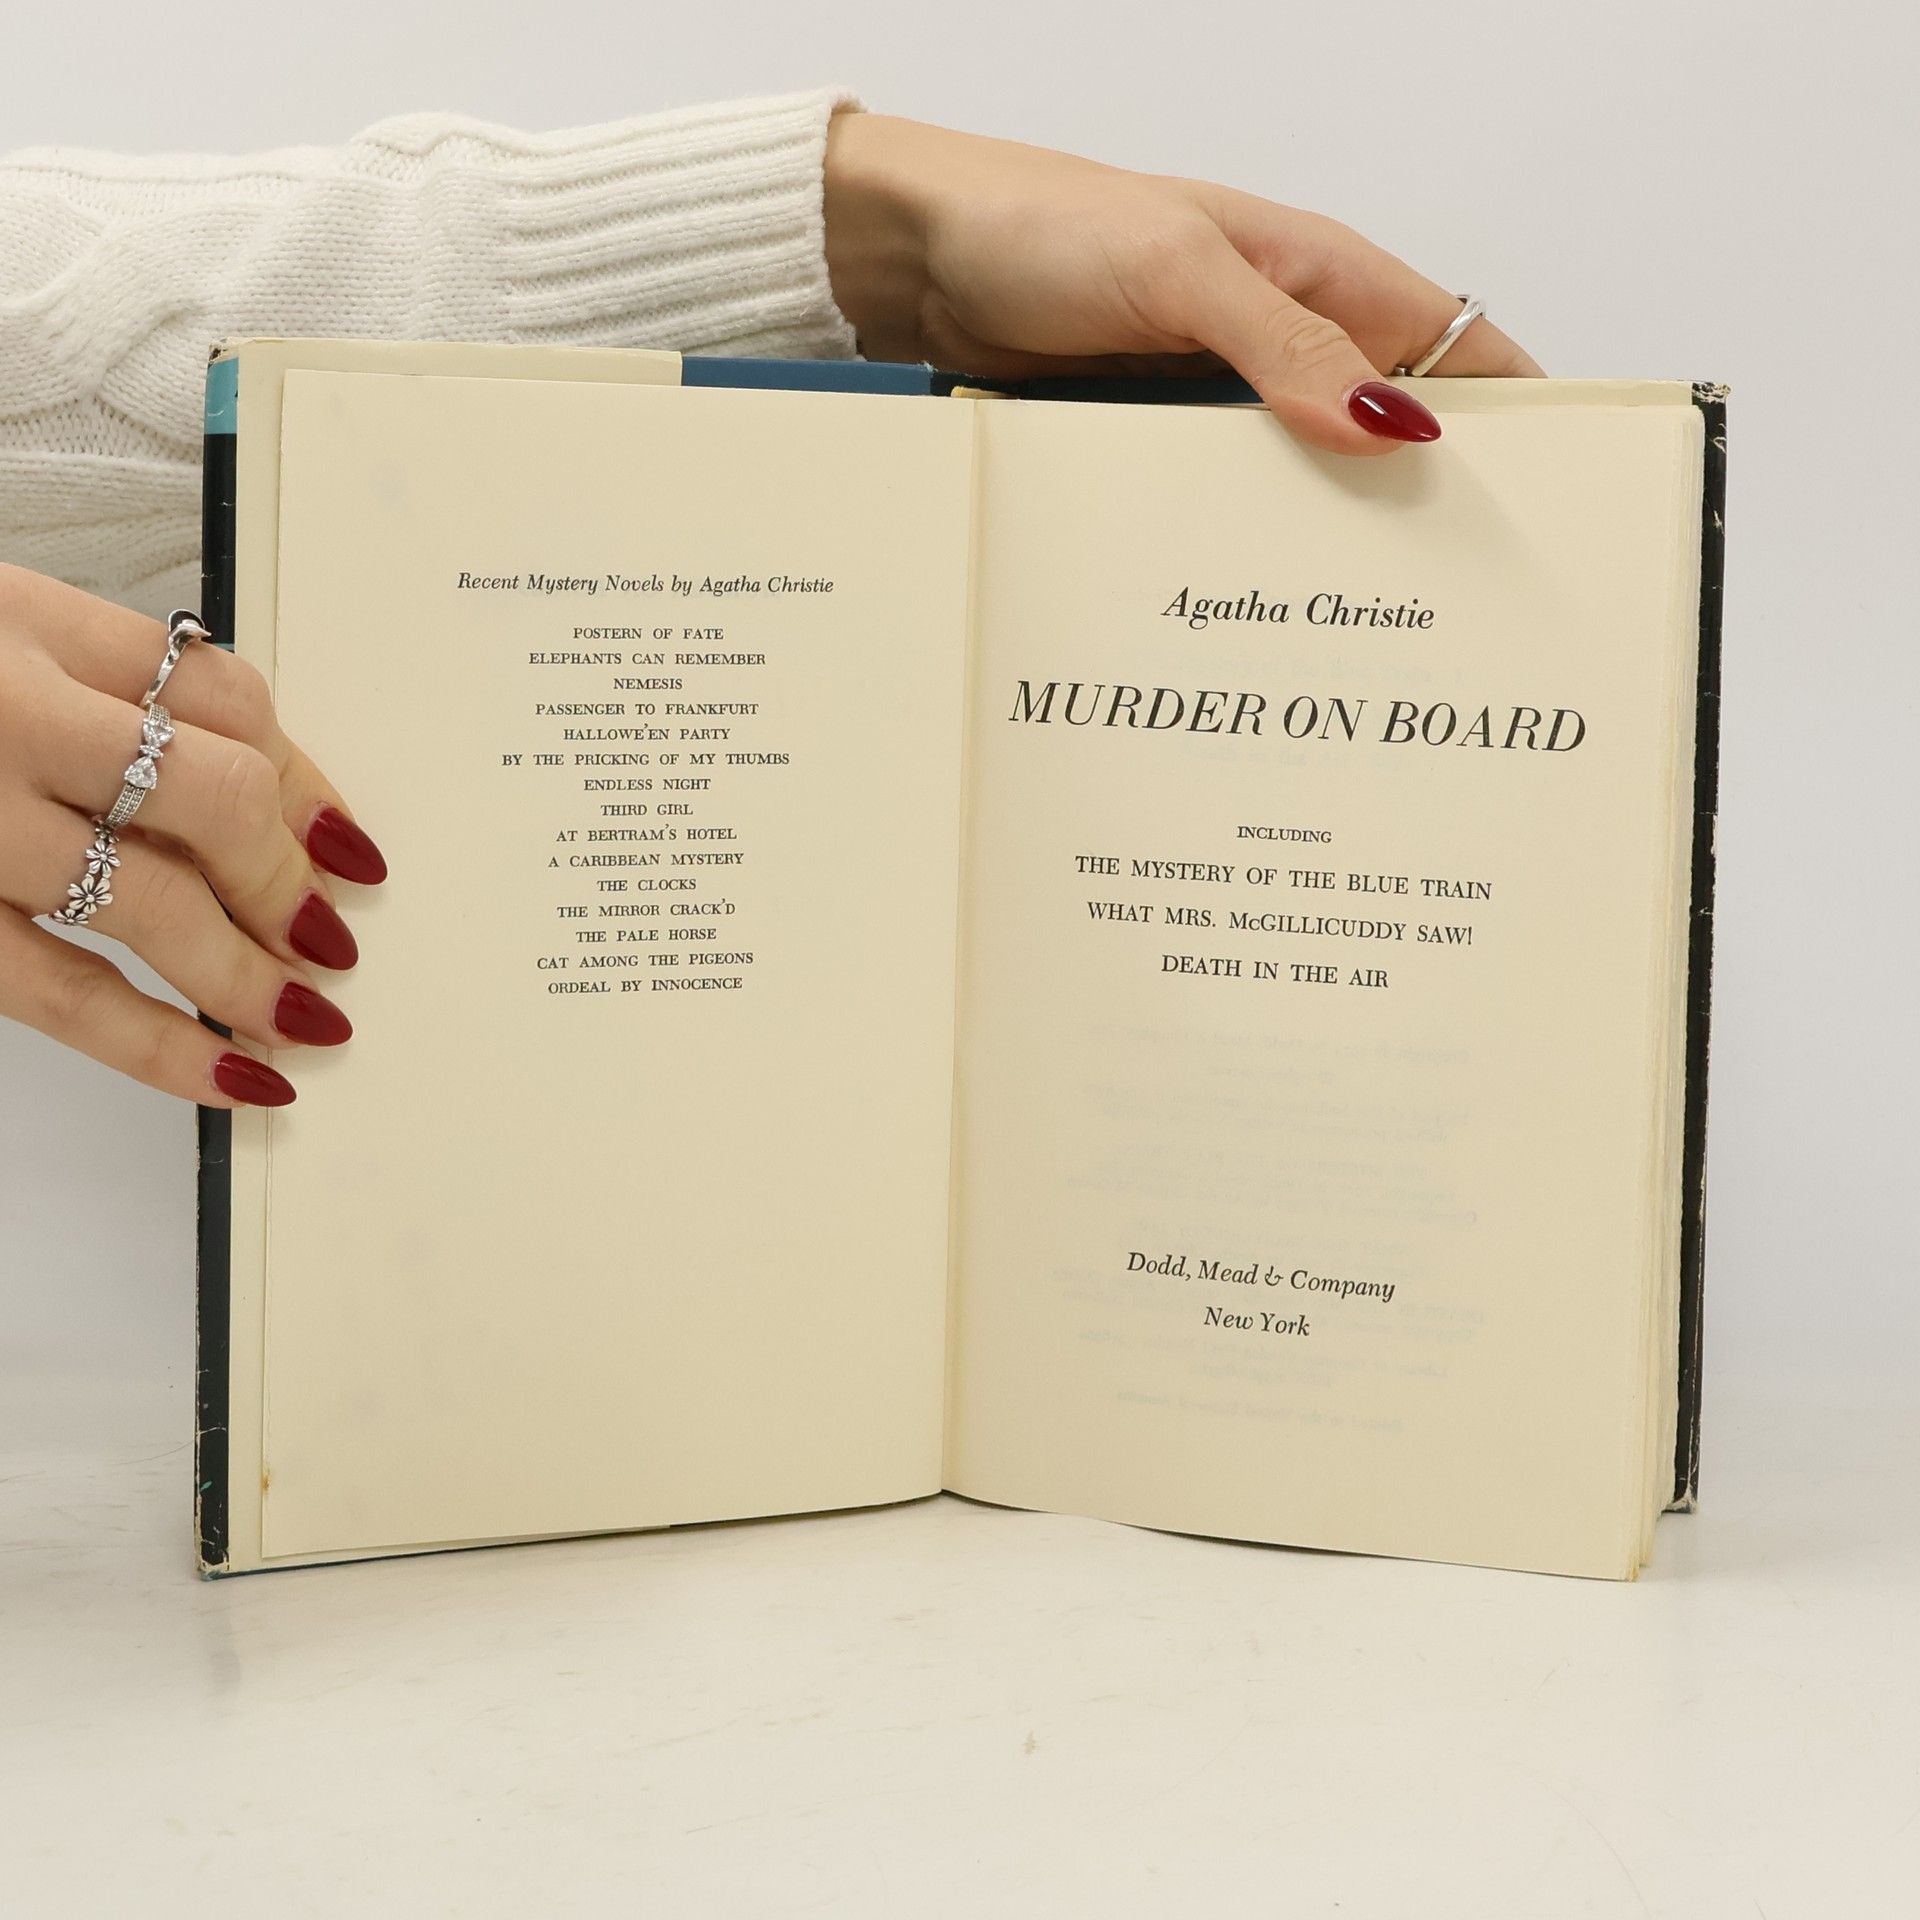 Recent Mystery Novels by Agatha Christie
POSTERN OF FATE
ELEPHANTS CAN REMEMBER
NEMESIS
PASSENGER TO FRANKFURT
HALLOWE'EN PARTY
BY THE PRICKING OF MY THUMBS
ENDLESS NIGHT
THIRD GIRL
AT BERTRAM'S HOTEL
A CARIBBEAN MYSTERY
THE CLOCKS
THE MIRROR CRACK'D
THE PALE HORSE
CAT AMONG THE PIGEONS
ORDEAL BY INNOCENCE
Agatha Christie
MURDER ON BOARD
INCLUDING
THE MYSTERY OF THE BLUE TRAIN
WHAT MRS. McGILLICUDDY SAW!
DEATH IN THE AIR
Dodd, Mead & Company
New York